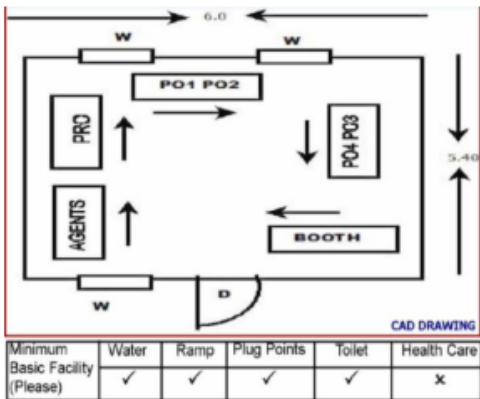 6.0
W
W
PO1 PO2
PRO
PO4 PO3
5.40
AGENTS
BOOTH
D
W
CAD DRAWING
Minimum Basic Facility (Please)
Water
Ramp
Plug Points
Toilet
Health Care
✓
✓
✓
✓
x